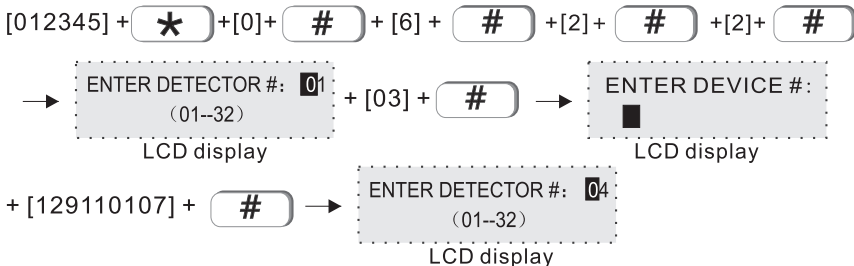 [012345] + * +[0]+ # + [6] + # +[2]+ # +[2]+ #
ENTER DETECTOR #: 01 + [03] + # ENTER DEVICE #:
(01--32)
LCD display LCD display
+ [129110107] + # ENTER DETECTOR #: 04
(01--32)
LCD display